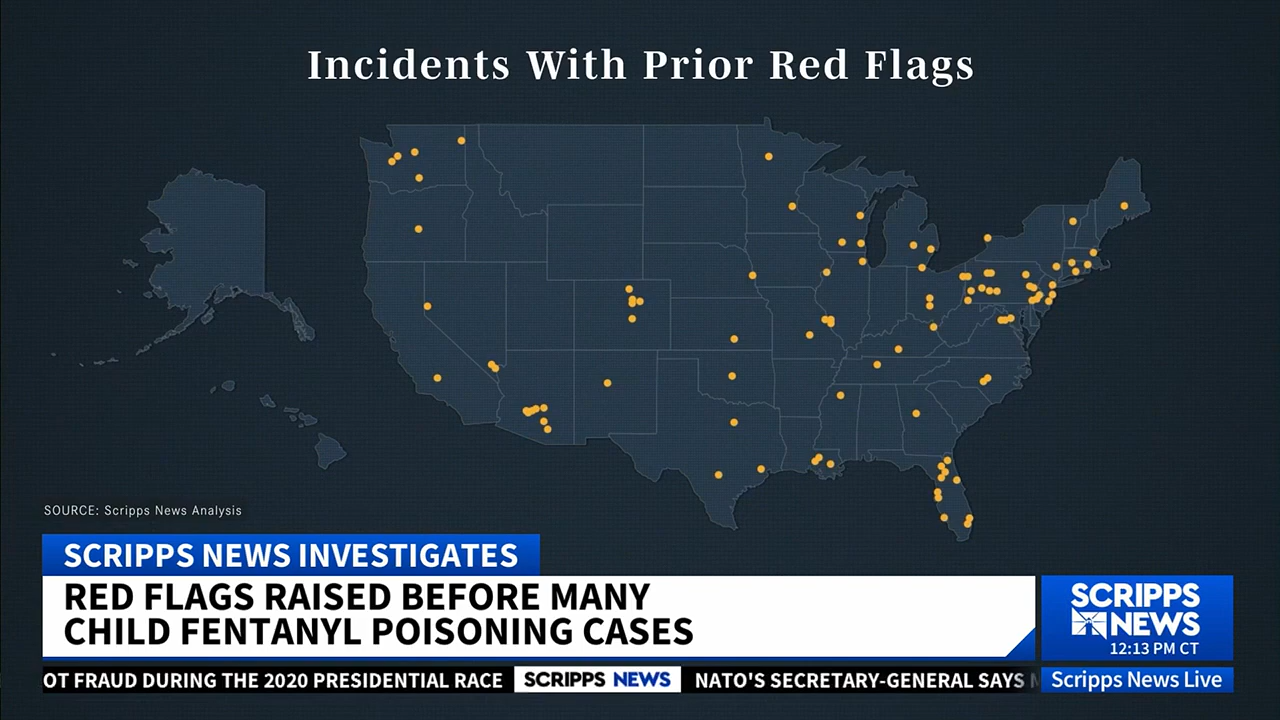 Incidents With Prior Red Flags
SOURCE: Scripps News Analysis
SCRIPPS NEWS INVESTIGATES
RED FLAGS RAISED BEFORE MANY
CHILD FENTANYL POISONING CASES
SCRIPPS
NEWS
12:13 PM CT
OT FRAUD DURING THE 2020 PRESIDENTIAL RACE SCRIPPS NEWS NATO'S SECRETARY-GENERAL SAYS
Scripps News Live